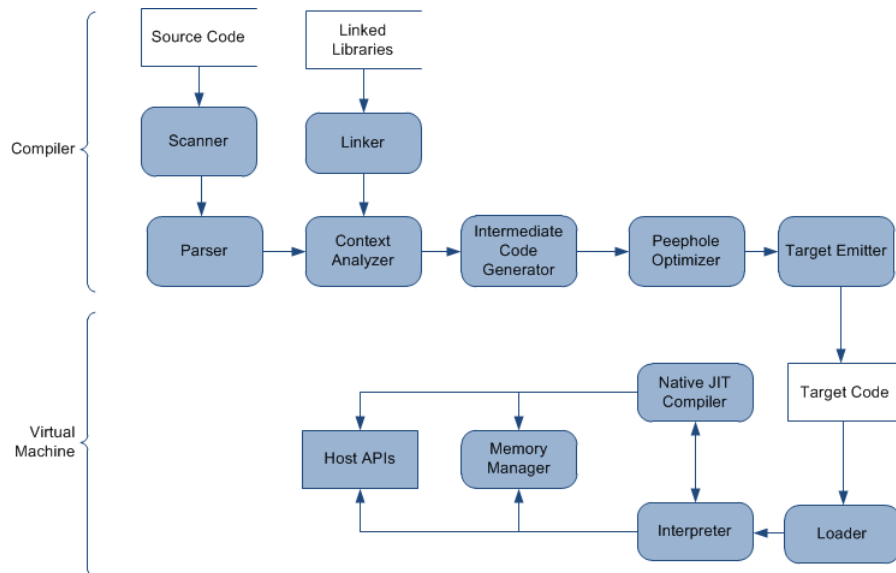 Source Code
Linked
Libraries
Compiler
Scanner
Linker
Parser
Context
Analyzer
Intermediate
Code
Generator
Peephole
Optimizer
Target Emitter
Virtual
Machine
Native JIT
Compiler
Target Code
Host APIs
Memory
Manager
Interpreter
Loader